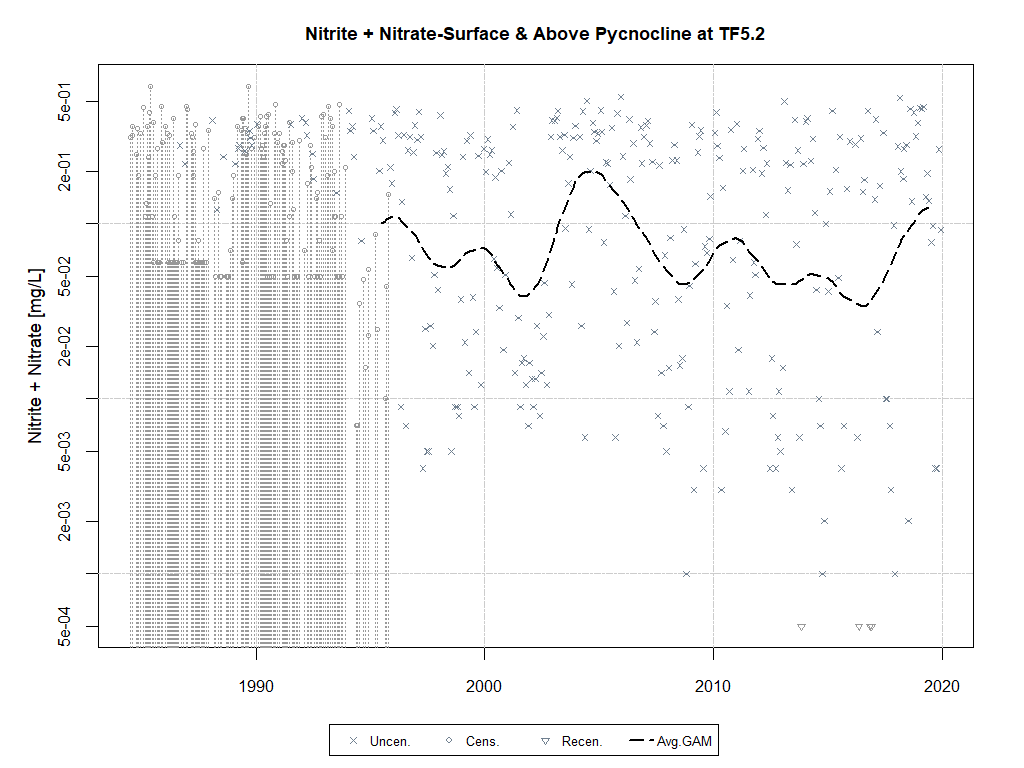 Nitrite + Nitrate-Surface & Above Pycnocline at TF5.2
Nitrite + Nitrate [mg/L]
5e-01
2e-01
5e-02
2e-02
5e-03
2e-03
5e-04
1990 2000 2010 2020
Uncen. Cens. Recen. Avg.GAM